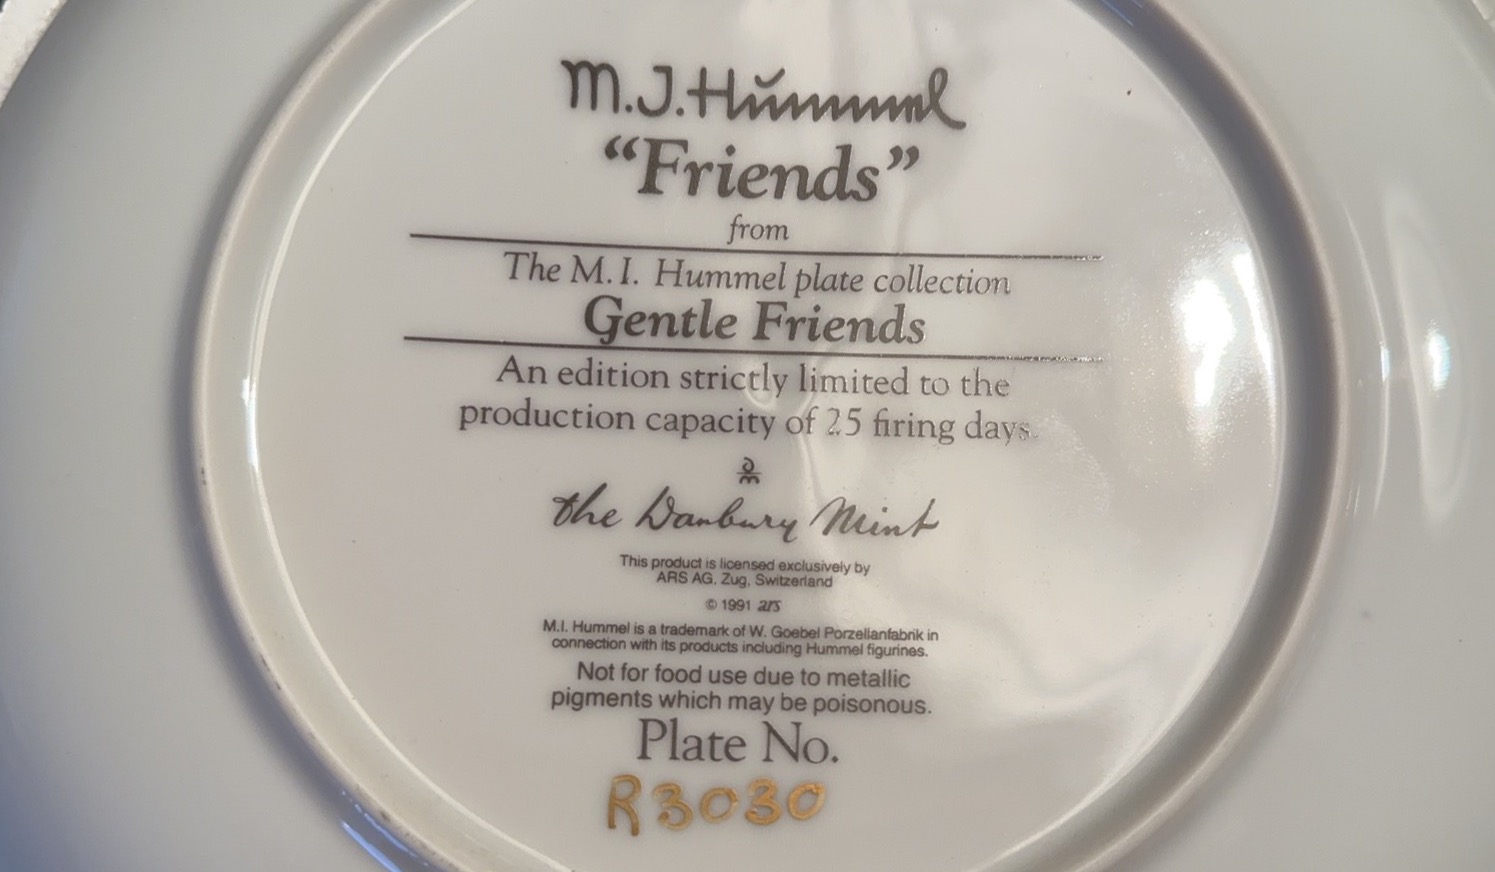 M.J.Hummel
“Friends”
from
The M. I. Hummel plate collection
Gentle Friends
An edition strictly limited to the
production capacity of 25 firing days.
the Danbury Mint
This product is licensed exclusively by
ARS AG, Zug, Switzerland
© 1991 ars
M.I. Hummel is a trademark of W. Goebel Porzellanfabrik in
connection with its products including Hummel figurines.
Not for food use due to metallic
pigments which may be poisonous.
Plate No.
R3030